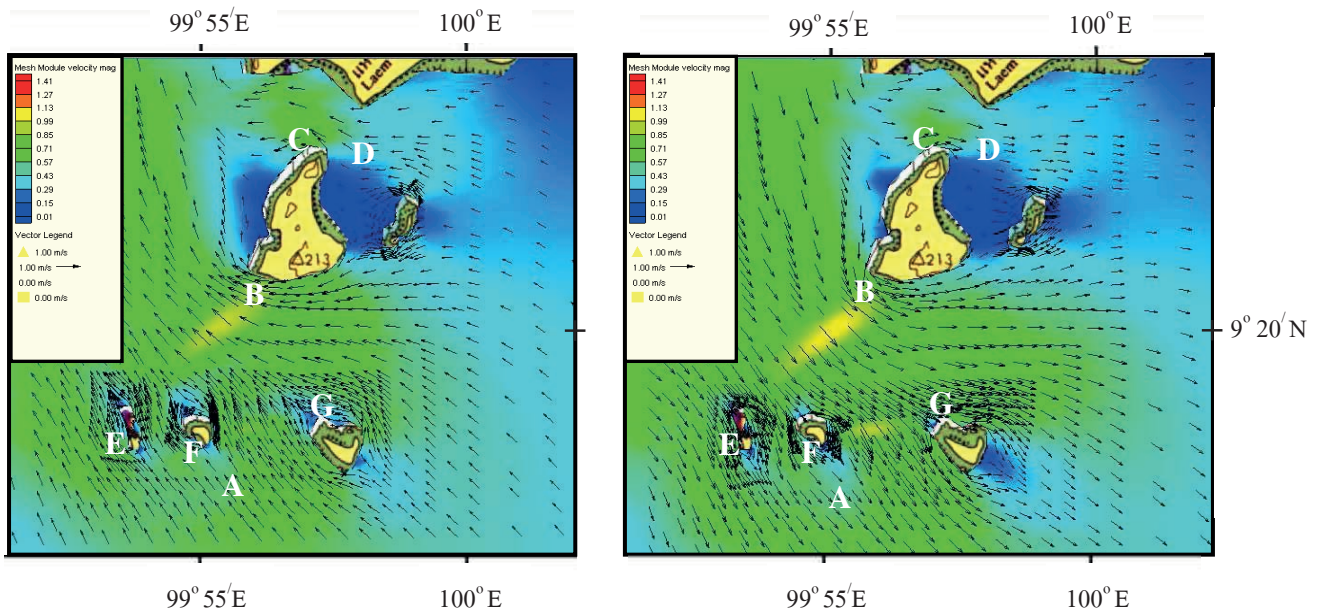 99° 55/E 100° E
Mesh Module velocity mag
1.41
1.27
1.13
0.99
0.85
0.71
0.57
0.43
0.29
0.15
0.01
Vector Legend
1.00 m/s
1.00 m/s
0.00 m/s
0.00 m/s
Laem
C
D
213
B
G
E
F
A
99° 55/E 100° E
99° 55/E 100° E
Mesh Module velocity mag
1.41
1.27
1.13
0.99
0.85
0.71
0.57
0.43
0.29
0.15
0.01
Vector Legend
1.00 m/s
1.00 m/s
0.00 m/s
0.00 m/s
Laem
C
D
213
B
9° 20/ N
G
E
F
A
99° 55/E 100° E